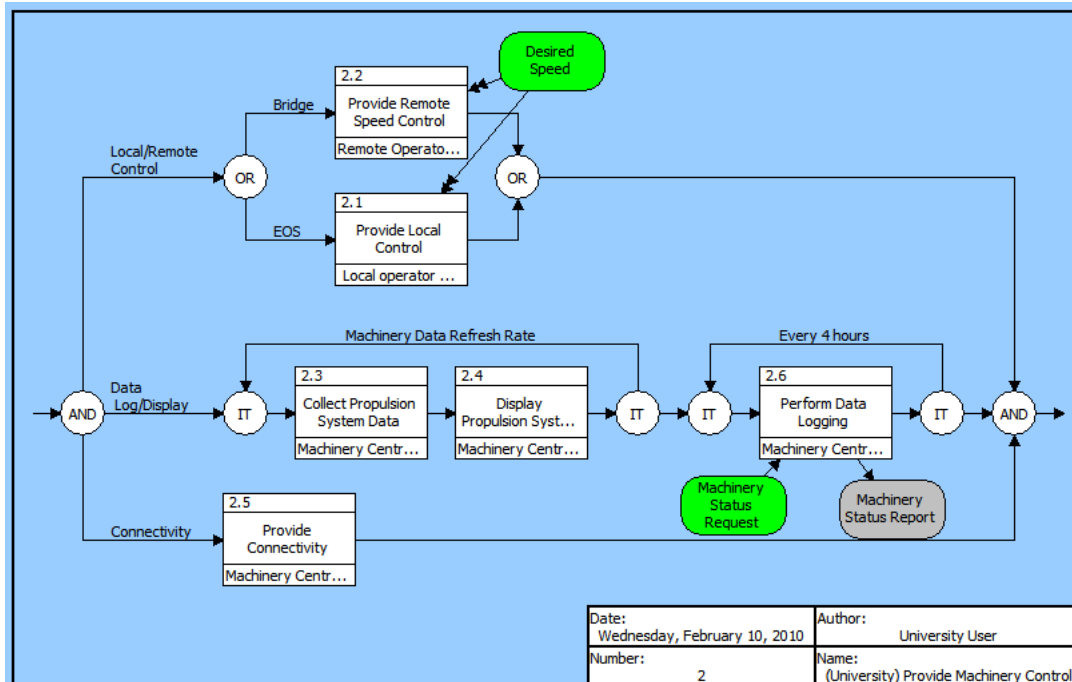 Desired
Speed
2.2
Provide Remote
Speed Control
Remote Operato...
Bridge
Local/Remote
Control
OR
OR
2.1
Provide Local
Control
Local operator ...
EOS
Machinery Data Refresh Rate
Every 4 hours
Data
Log/Display
AND
IT
2.3
Collect Propulsion
System Data
Machinery Centr...
2.4
Display
Propulsion Syst...
Machinery Centr...
IT
IT
2.6
Perform Data
Logging
Machinery Centr...
IT
AND
Machinery
Status
Request
Machinery
Status Report
Connectivity
2.5
Provide
Connectivity
Machinery Centr...
Date:
Wednesday, February 10, 2010
Author:
University User
Number:
2
Name:
(University) Provide Machinery Control